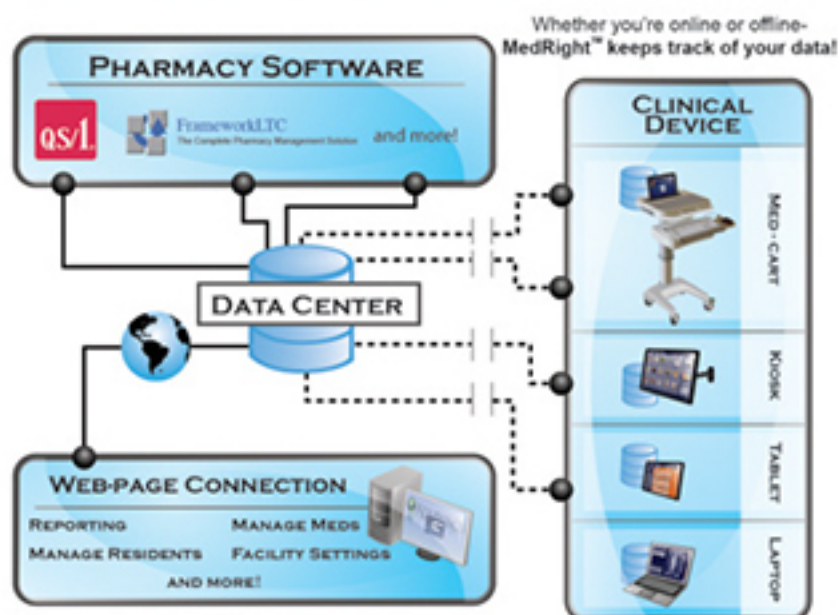 Whether you're online or offline-
MedRight™ keeps track of your data!
PHARMACY SOFTWARE
QS/1.
FrameworkLTC
The Complete Pharmacy Management Solution
and more!
DATA CENTER
WEB-PAGE CONNECTION
REPORTING MANAGE MEDS
MANAGE RESIDENTS FACILITY SETTINGS
AND MORE!
CLINICAL
DEVICE
MED-CART
KIOSK
TABLET
LAPTOP